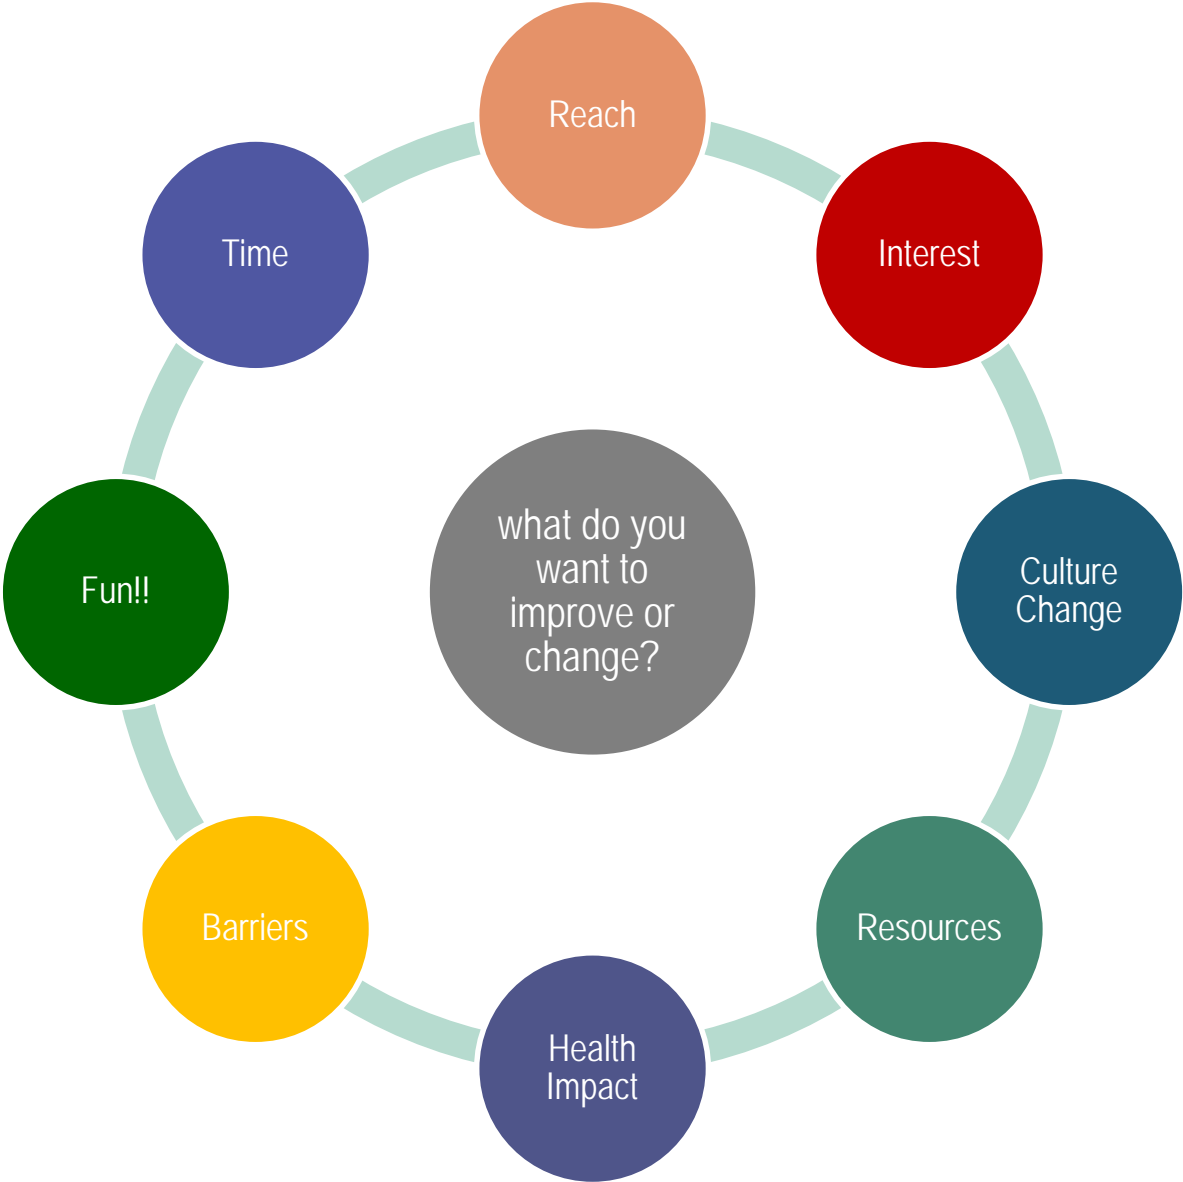 Reach
Interest
Culture
Change
Resources
Health
Impact
Barriers
Fun!!
Time
what do you
want to
improve or
change?